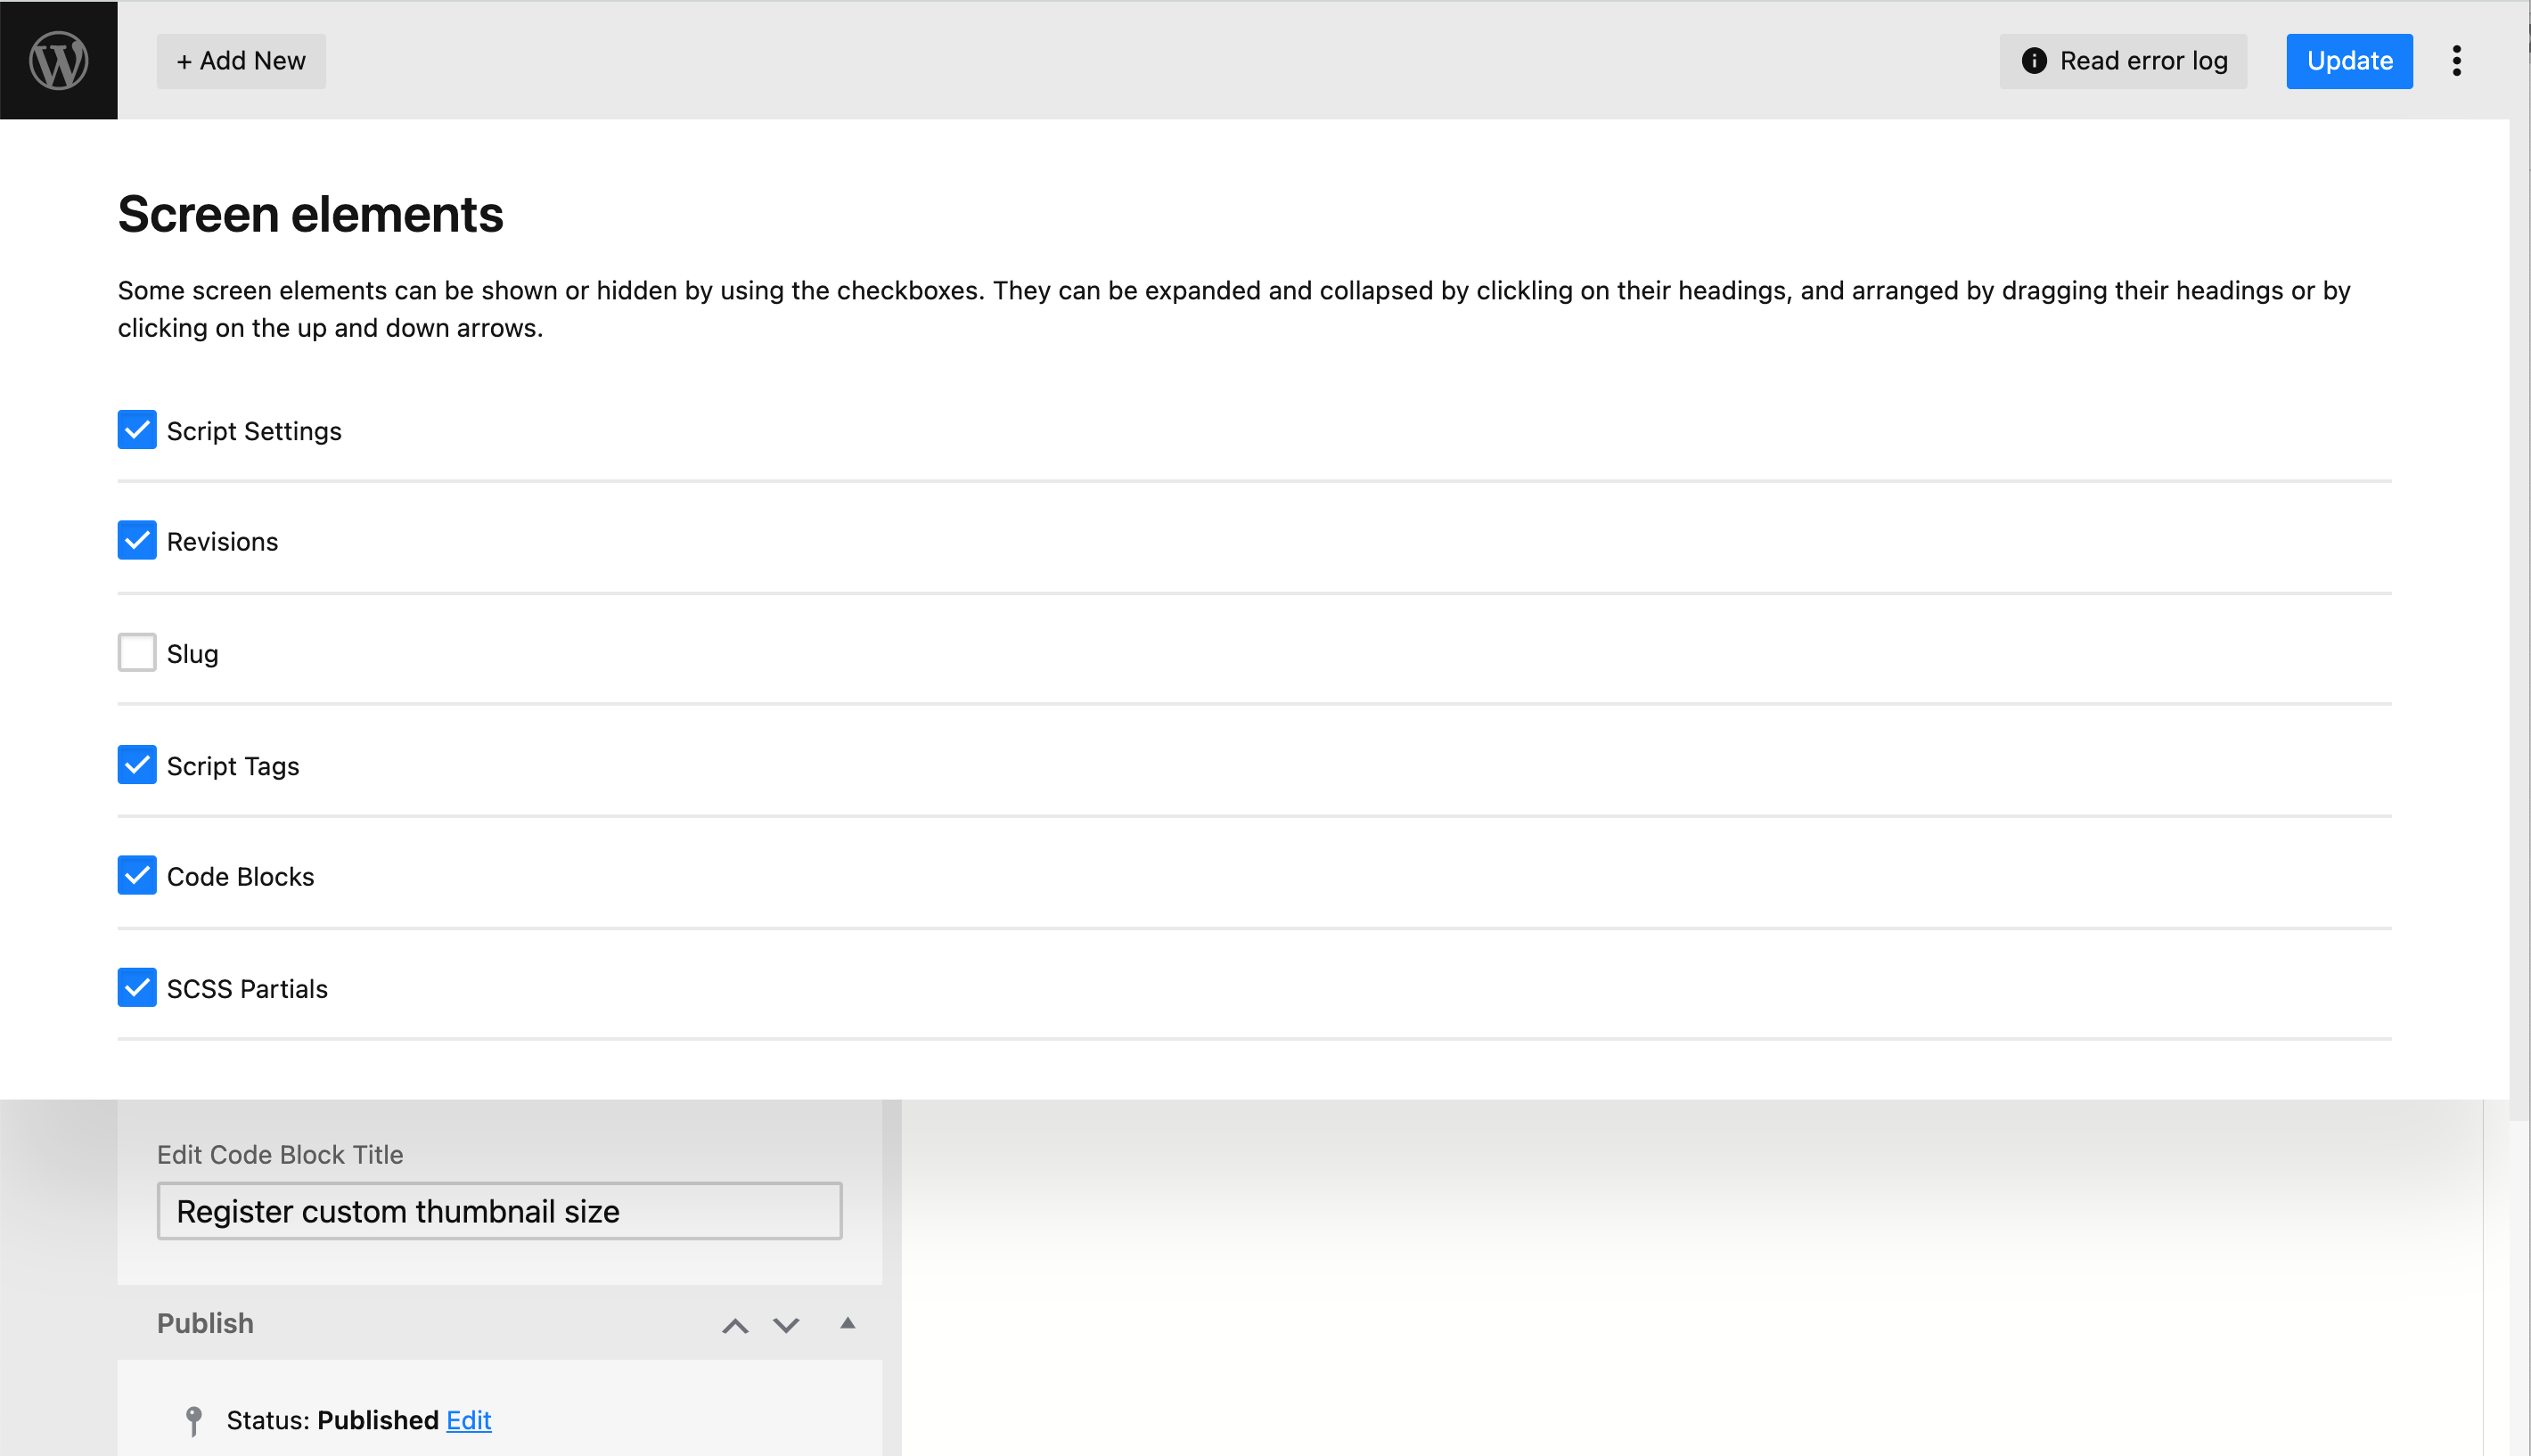 + Add New
Read error log
Update
Screen elements
Some screen elements can be shown or hidden by using the checkboxes. They can be expanded and collapsed by clickling on their headings, and arranged by dragging their headings or by
clicking on the up and down arrows.
Script Settings
Revisions
Slug
Script Tags
Code Blocks
SCSS Partials
Edit Code Block Title
Register custom thumbnail size
Publish
Status: Published Edit